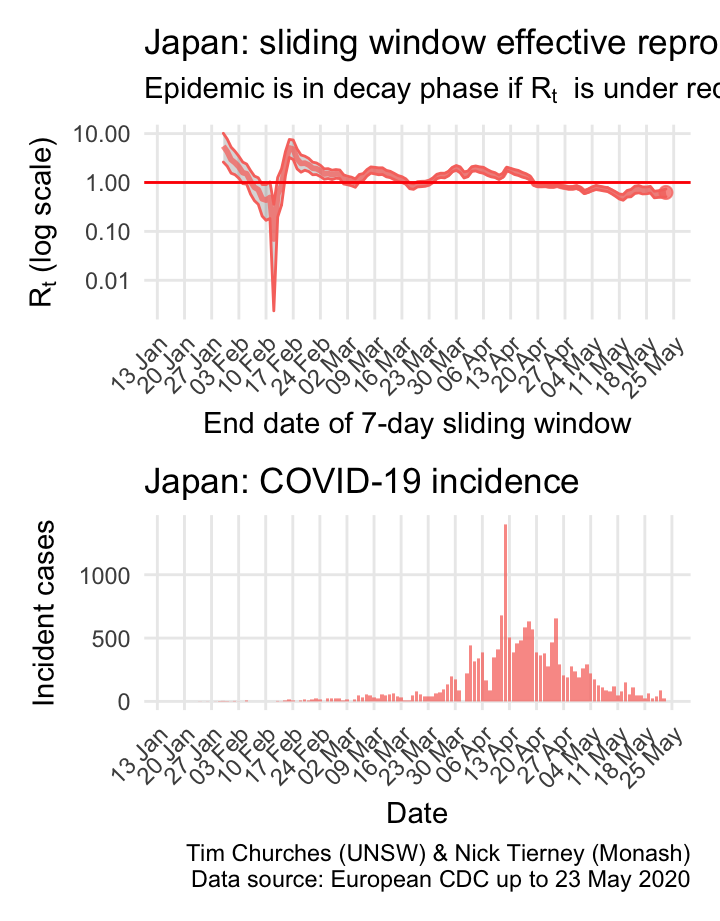 Japan: sliding window effective repro
Epidemic is in decay phase if Rt is under rec
Rt (log scale)
10.00
1.00
0.10
0.01
13 Jan
20 Jan
27 Jan
03 Feb
10 Feb
17 Feb
24 Feb
02 Mar
09 Mar
16 Mar
23 Mar
30 Mar
06 Apr
13 Apr
20 Apr
27 Apr
04 May
11 May
18 May
25 May
End date of 7-day sliding window
Japan: COVID-19 incidence
Incident cases
1000
500
0
13 Jan
20 Jan
27 Jan
03 Feb
10 Feb
17 Feb
24 Feb
02 Mar
09 Mar
16 Mar
23 Mar
30 Mar
06 Apr
13 Apr
20 Apr
27 Apr
04 May
11 May
18 May
25 May
Date
Tim Churches (UNSW) & Nick Tierney (Monash)
Data source: European CDC up to 23 May 2020